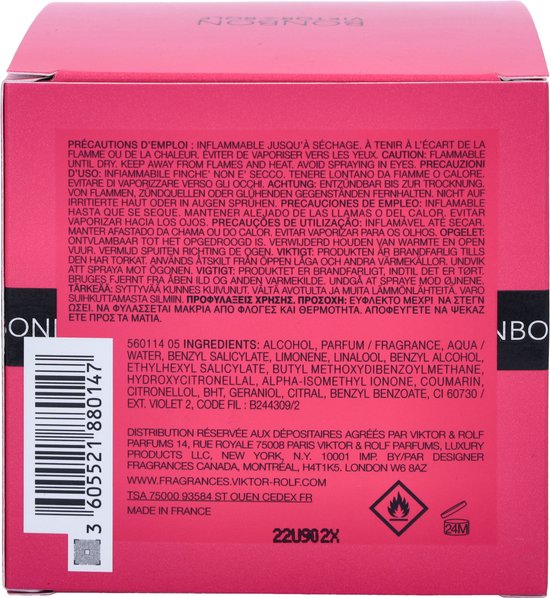 BONBON
VIKTOR&ROLF
PRÉCAUTIONS D'EMPLOI : INFLAMMABLE JUSQU'À SÉCHAGE. À TENIR À L'ÉCART DE LA
FLAMME OU DE LA CHALEUR. ÉVITER DE VAPORISER VERS LES YEUX. CAUTION: FLAMMABLE
UNTIL DRY. KEEP AWAY FROM FLAMES AND HEAT. AVOID SPRAYING IN EYES. PRECAUZIONI
D'USO: INFIAMMABILE FINCHE' NON E' SECCO. TENERE LONTANO DA FIAMME O CALORE.
EVITARE DI VAPORIZZARE VERSO GLI OCCHI. ACHTUNG: ENTZÜNDBAR BIS ZUR TROCKNUNG.
VON FLAMMEN, ZÜNDQUELLEN ODER GLÜHENDEN GEGENSTÄNDEN FERNHALTEN. NICHT AUF
IRRITIERTE HAUT ODER IN AUGEN SPRÜHEN. PRECAUCIONES DE EMPLEO: INFLAMABLE
HASTA QUE SE SEQUE. MANTENER ALEJADO DE LAS LLAMAS O DEL CALOR. EVITAR
VAPORIZAR HACIA LOS OJOS. PRECAUÇÕES DE UTILIZAÇÃO: INFLAMÁVEL ATÉ SECAR.
MANTER AFASTADO DA CHAMA OU DO CALOR. EVITAR VAPORIZAR PARA OS OLHOS. OPGELET:
ONTVLAMBAAR TOT HET OPGEDROOGD IS. VERWIJDERD HOUDEN VAN WARMTE EN OPEN
VUUR. VERMIJD SPUITEN RICHTING DE OGEN. VIKTIGT: PRODUKTEN ÄR BRANDFARLIG TILLS
DEN HAR TORKAT. ANVÄNDS ÅTSKILT FRÅN ÖPPEN LÅGA OCH ANDRA VÄRMEKÄLLOR. UNDVIK
ATT SPRAYA MOT ÖGONEN. VIGTIGT: PRODUKTET ER BRANDFARLIGT, INDTIL DET ER TØRT.
BRUGES FJERNT FRA ÅBEN ILD OG ANDEN VARMEKILDE. UNDGÅ AT SPRAYE MOD ØJNENE.
TÄRKEÄÄ: SYTTYVÄÄ KUNNES KUIVUNUT. VÄLTÄ AVOTULTA JA MUITA LÄMMÖNLÄHTEITÄ. VARO
SUIHKUTTAMASTA SILMIIN. ΠΡΟΦΥΛΑΞΕΙΣ ΧΡΗΣΗΣ, ΠΡΟΣΟΧΗ: ΕΥΦΛΕΚΤΟ ΜΕΧΡΙ ΝΑ ΣΤΕΓΝ
ΩΣΕΙ. ΝΑ ΦΥΛΑΣΣΕΤΑΙ ΜΑΚΡΙΑ ΑΠΟ ΦΛΟΓΕΣ ΚΑΙ ΘΕΡΜΟΤΗΤΑ. ΑΠΟΦΕΥΓΕΤΕ ΝΑ ΨΕΚΑΖ
ΕΤΕ ΠΡΟΣ ΤΑ ΜΑΤΙΑ.
BON
NBO
560114 05 INGREDIENTS: ALCOHOL, PARFUM / FRAGRANCE, AQUA /
WATER, BENZYL SALICYLATE, LIMONENE, LINALOOL, BENZYL ALCOHOL,
ETHYLHEXYL SALICYLATE, BUTYL METHOXYDIBENZOYLMETHANE,
HYDROXYCITRONELLAL, ALPHA-ISOMETHYL IONONE, COUMARIN,
CITRONELLOL, BHT, GERANIOL, CITRAL, BENZYL BENZOATE, CI 60730 /
EXT. VIOLET 2, CODE FIL : B244309/2
DISTRIBUTION RÉSERVÉE AUX DÉPOSITAIRES AGRÉÉS PAR VIKTOR & ROLF
PARFUMS 14, RUE ROYALE 75008 PARIS VIKTOR & ROLF PARFUMS, LUXURY
PRODUCTS LLC, NEW YORK, N.Y. 10001 IMP. BY/PAR DESIGNER
FRAGRANCES CANADA, MONTRÉAL, H4T1K5. LONDON W6 8AZ
WWW.FRAGRANCES.VIKTOR-ROLF.COM
TSA 75000 93584 ST OUEN CEDEX FR
MADE IN FRANCE
3 605521 880147
24M
22U90 2X